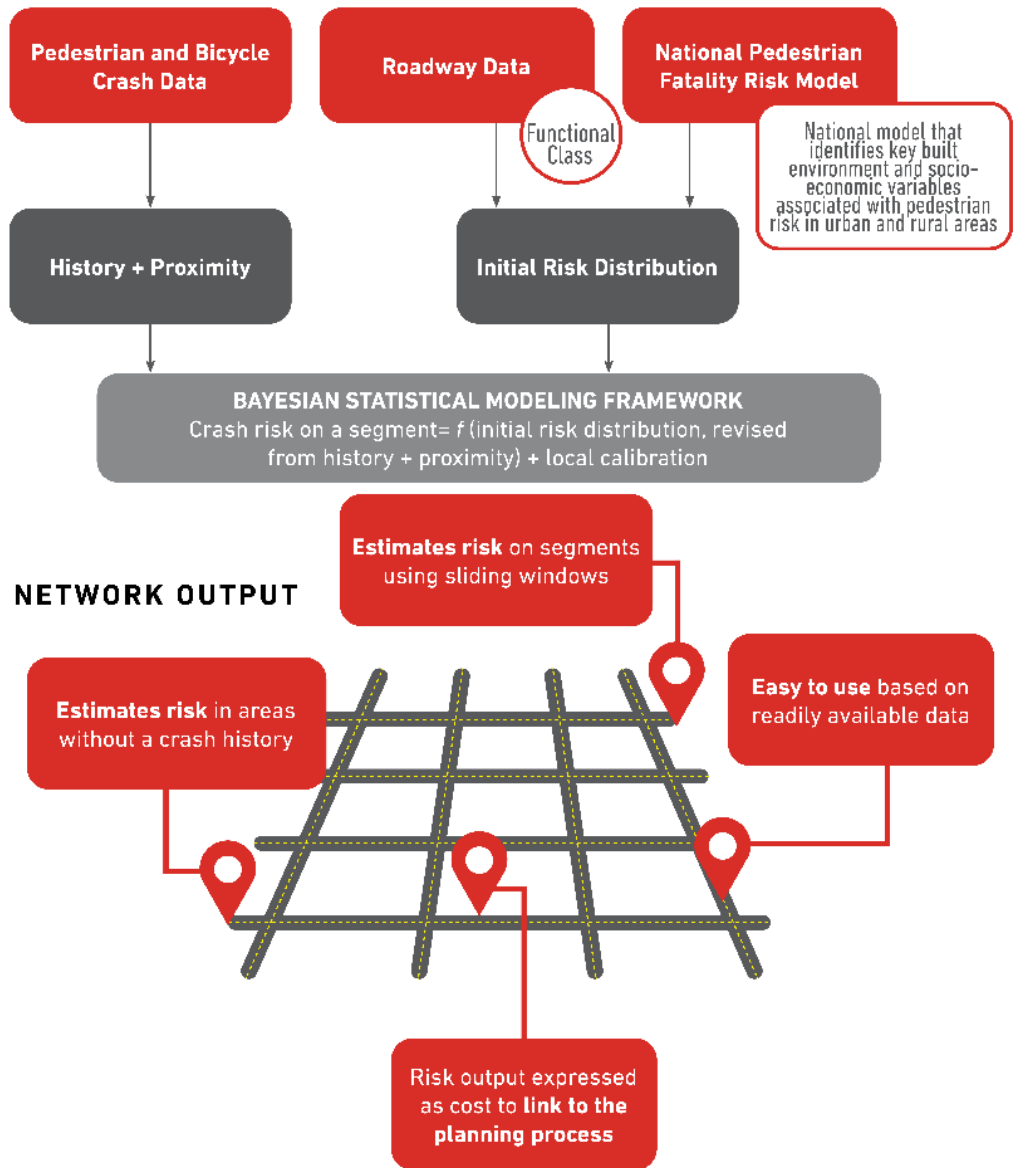 Pedestrian and Bicycle
Crash Data
Roadway Data
Functional
Class
National Pedestrian
Fatality Risk Model
National model that
identifies key built
environment and socio-
economic variables
associated with pedestrian
risk in urban and rural areas
History + Proximity
Initial Risk Distribution
BAYESIAN STATISTICAL MODELING FRAMEWORK
Crash risk on a segment= f (initial risk distribution, revised
from history + proximity) + local calibration
Estimates risk on segments
using sliding windows
NETWORK OUTPUT
Estimates risk in areas
without a crash history
Easy to use based on
readily available data
Risk output expressed
as cost to link to the
planning process